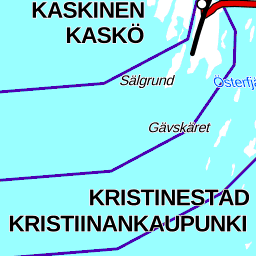 KASKINEN
KASKÖ
Sälgrund
Gävskäret
KRISTINESTAD
KRISTIINANKAUPUNKI